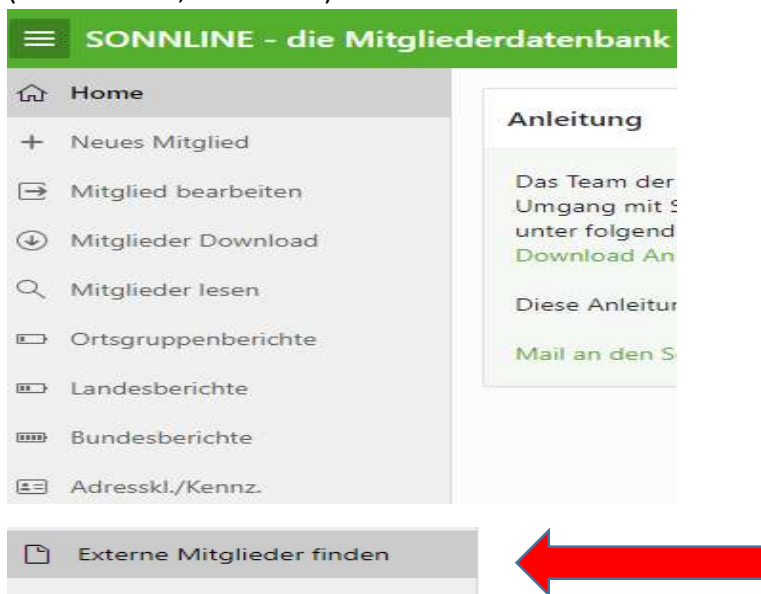 SONNLINE - die Mitgliederdatenbank
Home
Neues Mitglied
Mitglied bearbeiten
Mitglieder Download
Mitglieder lesen
Ortsgruppenberichte
Landesberichte
Bundesberichte
Adresskl./Kennz.
Anleitung
Das Team der
Umgang mit
unter folgend
Download An
Diese Anleitur
Mail an den S
Externe Mitglieder finden